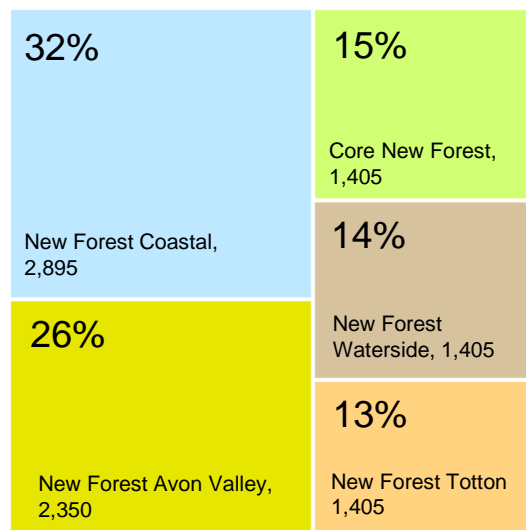 32%
New Forest Coastal,
2,895
15%
Core New Forest,
1,405
14%
New Forest
Waterside, 1,405
26%
New Forest Avon Valley,
2,350
13%
New Forest Totton
1,405